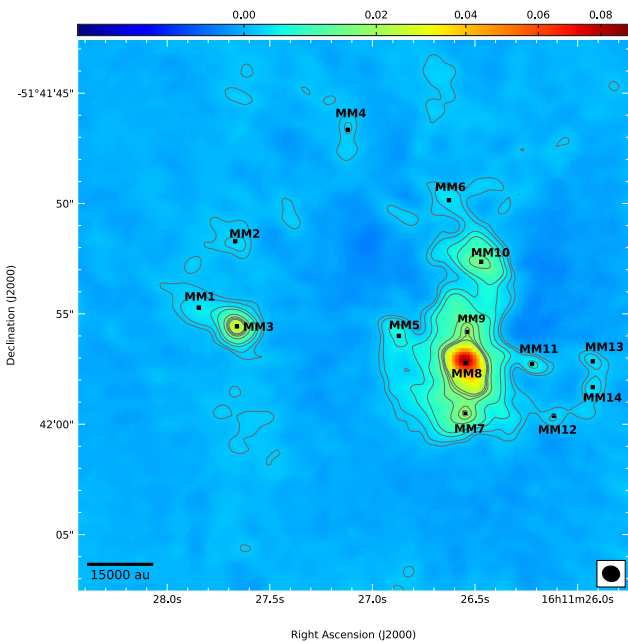 0.00 0.02 0.04 0.06 0.08
-51°41'45"
MM4
MM6
50"
MM2
MM10
MM1
55"
MM3
MM5
MM9
MM11
MM13
MM8
MM14
42'00"
MM7
MM12
05"
15000 au
28.0s 27.5s 27.0s 26.5s 16h11m26.0s
Right Ascension (J2000)
Declination (J2000)